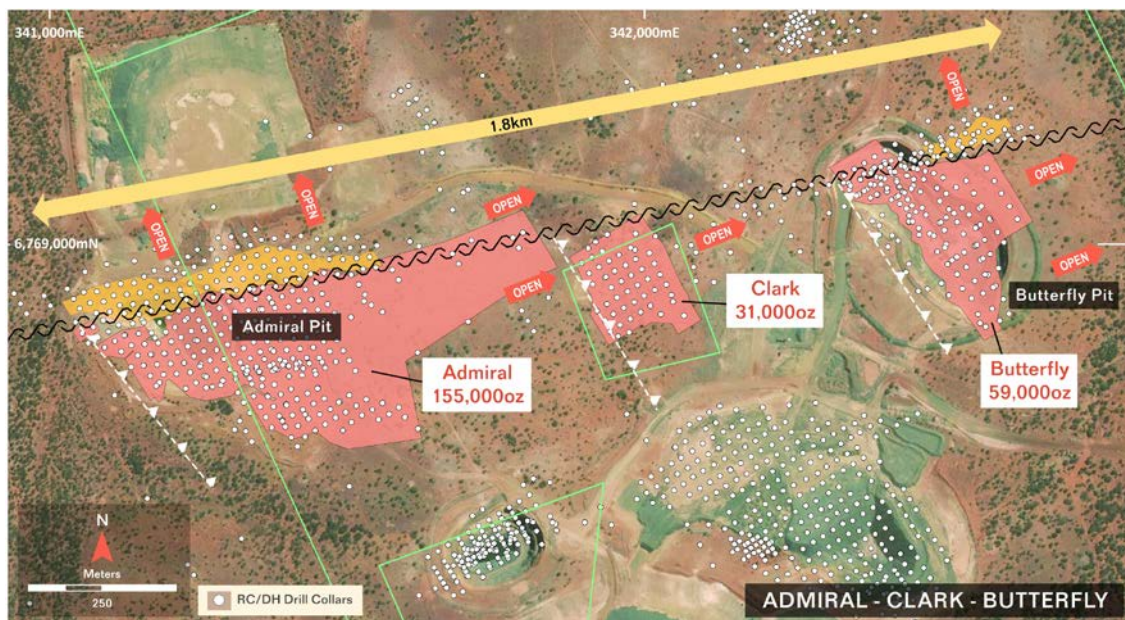 341,000mE
342,000mE
1.8km
OPEN
OPEN
OPEN
OPEN
OPEN
OPEN
OPEN
OPEN
6,769,000mN
Admiral Pit
Admiral
155,000oz
Clark
31,000oz
Butterfly Pit
Butterfly
59,000oz
N
Meters
250
RC/DH Drill Collars
ADMIRAL - CLARK - BUTTERFLY